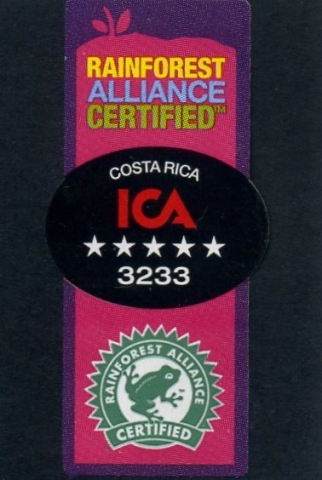 RAINFOREST
ALLIANCE
CERTIFIED™
COSTA RICA
ICA
★★★★★
3233
RAINFOREST ALLIANCE
CERTIFIED